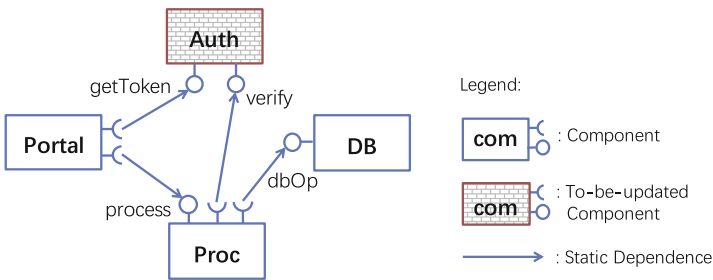 Auth
getToken
verify
Portal
DB
dbOp
process
Proc
Legend:
com
: Component
com
: To-be-updated
Component
: Static Dependence